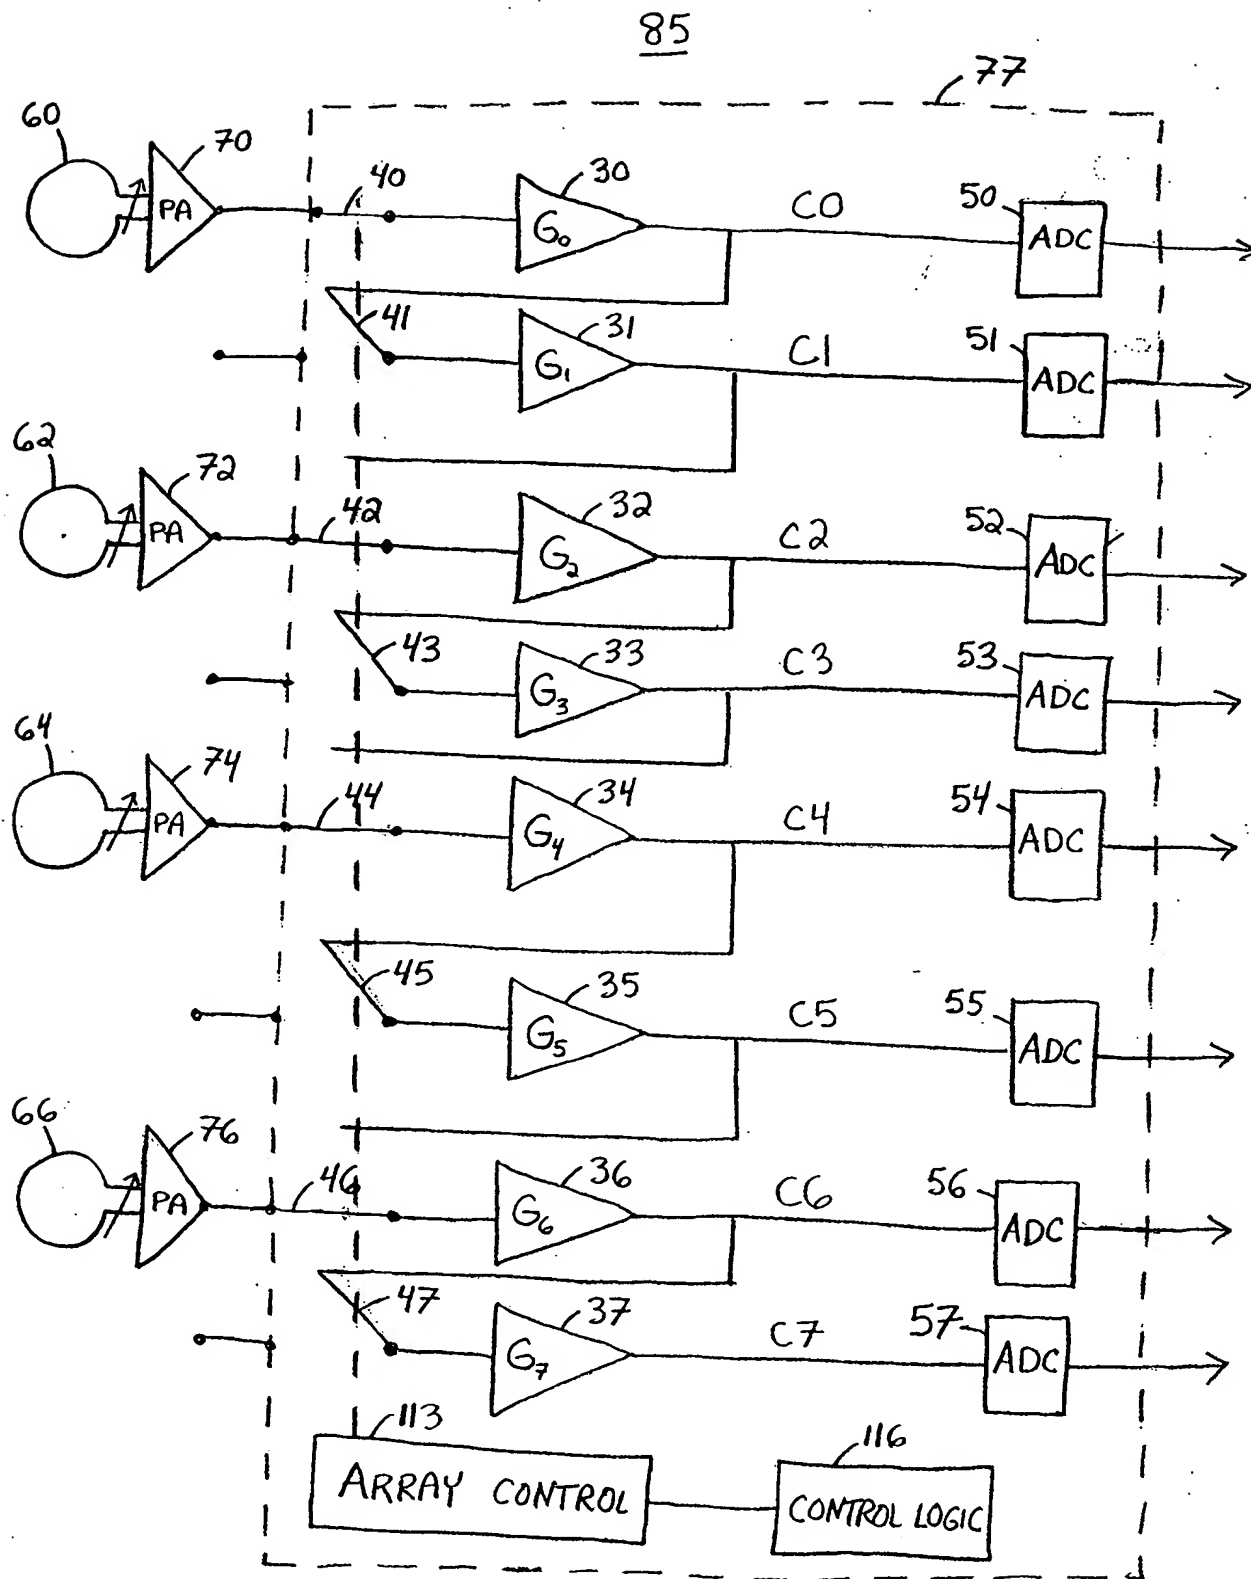 85
77
60
70
PA
40
30
G₀
C0
50
ADC
41
31
G₁
C1
51
ADC
62
72
PA
42
32
G₂
C2
52
ADC
43
33
G₃
C3
53
ADC
64
74
PA
44
34
G₄
C4
54
ADC
45
35
G₅
C5
55
ADC
66
76
PA
46
36
G₆
C6
56
ADC
47
37
G₇
C7
57
ADC
113
ARRAY CONTROL
116
CONTROL LOGIC